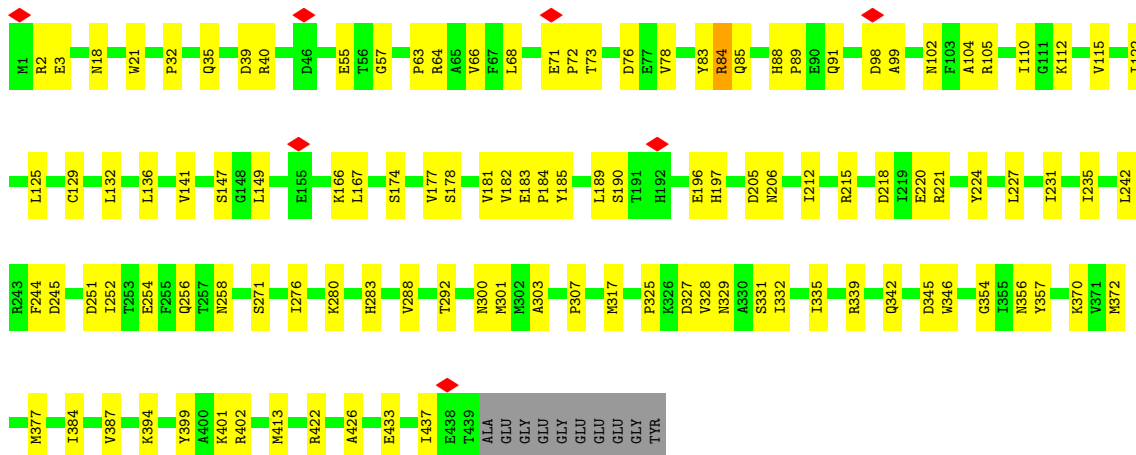 M1 R2 E3 N18 W21 P32 Q35 D39 R40 D46 E55 T56 G57 P63 R64 A65 V66 F67 L68 E71 P72 T73 D76 E77 V78 Y83 R84 Q85 H88 P89 E90 Q91 D98 A99 N102 F103 A104 R105 I110 G111 K112 V115
L125 C129 L132 L136 V141 S147 G148 L149 E155 K166 L167 S174 V177 S178 V181 V182 E183 P184 Y185 L189 S190 T191 H192 E196 H197 D205 N206 I212 R215 D218 I219 E220 R221 Y224 L227 I231 I235 L242
R243 F244 D245 D251 I252 T253 E254 F255 Q256 T257 N258 S271 I276 K280 H283 V288 T292 N300 M301 M302 A303 P307 M317 P325 K326 D327 V328 N329 A330 S331 I332 I335 R339 Q342 D345 W346 G354 I355 N356 Y357 K370 V371 M372
M377 I384 V387 K394 Y399 A400 K401 R402 M413 R422 A426 E433 I437 E438 T439 ALA GLU GLY GLU GLY GLU GLU GLU GLY TYR